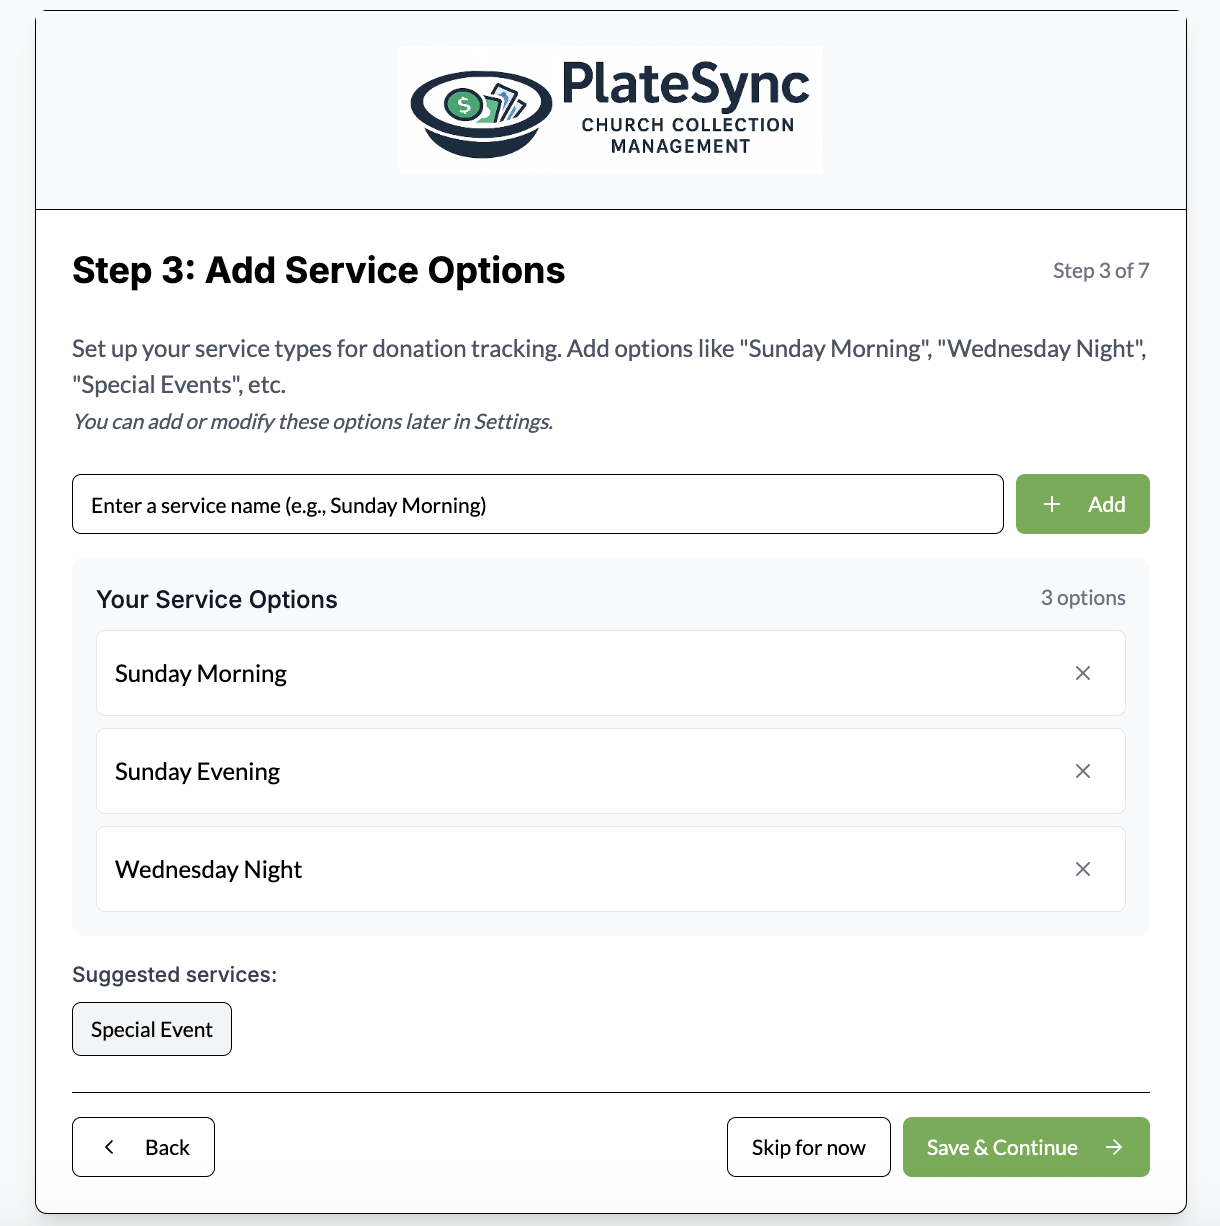 $
PlateSync
CHURCH COLLECTION
MANAGEMENT
Step 3: Add Service Options
Step 3 of 7
Set up your service types for donation tracking. Add options like "Sunday Morning", "Wednesday Night",
"Special Events", etc.
You can add or modify these options later in Settings.
Enter a service name (e.g., Sunday Morning)
+ Add
Your Service Options
3 options
Sunday Morning
Sunday Evening
Wednesday Night
Suggested services:
Special Event
Back
Skip for now
Save & Continue